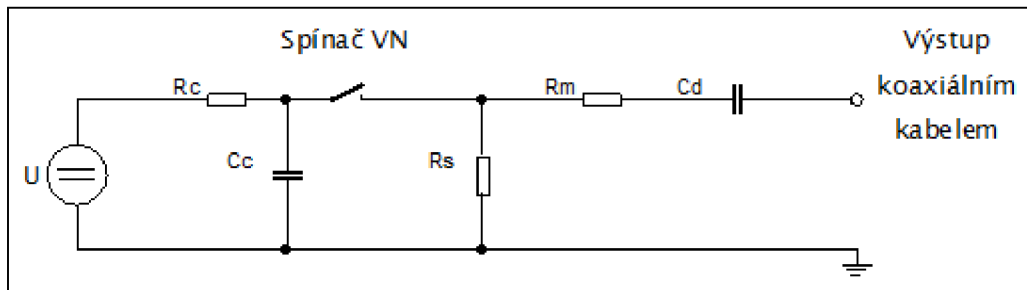 Spínač VN
Výstup
koaxiálním
kabelem
Rc
Rm
Cd
Cc
Rs
U